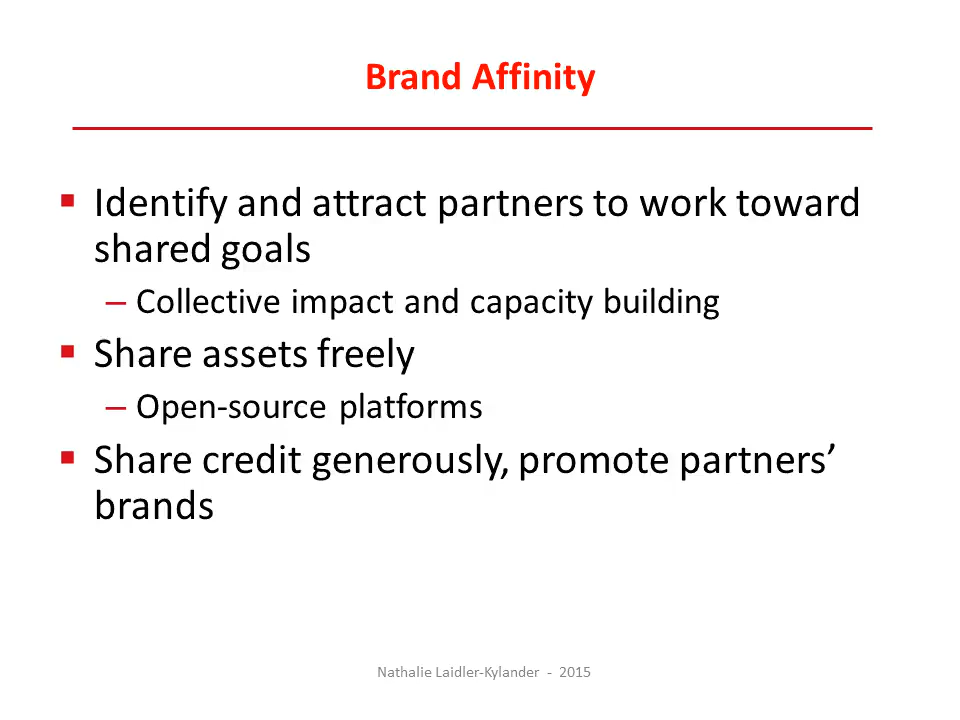 Brand Affinity
▪ Identify and attract partners to work toward
shared goals
– Collective impact and capacity building
▪ Share assets freely
– Open-source platforms
▪ Share credit generously, promote partners’
brands
Nathalie Laidler-Kylander - 2015